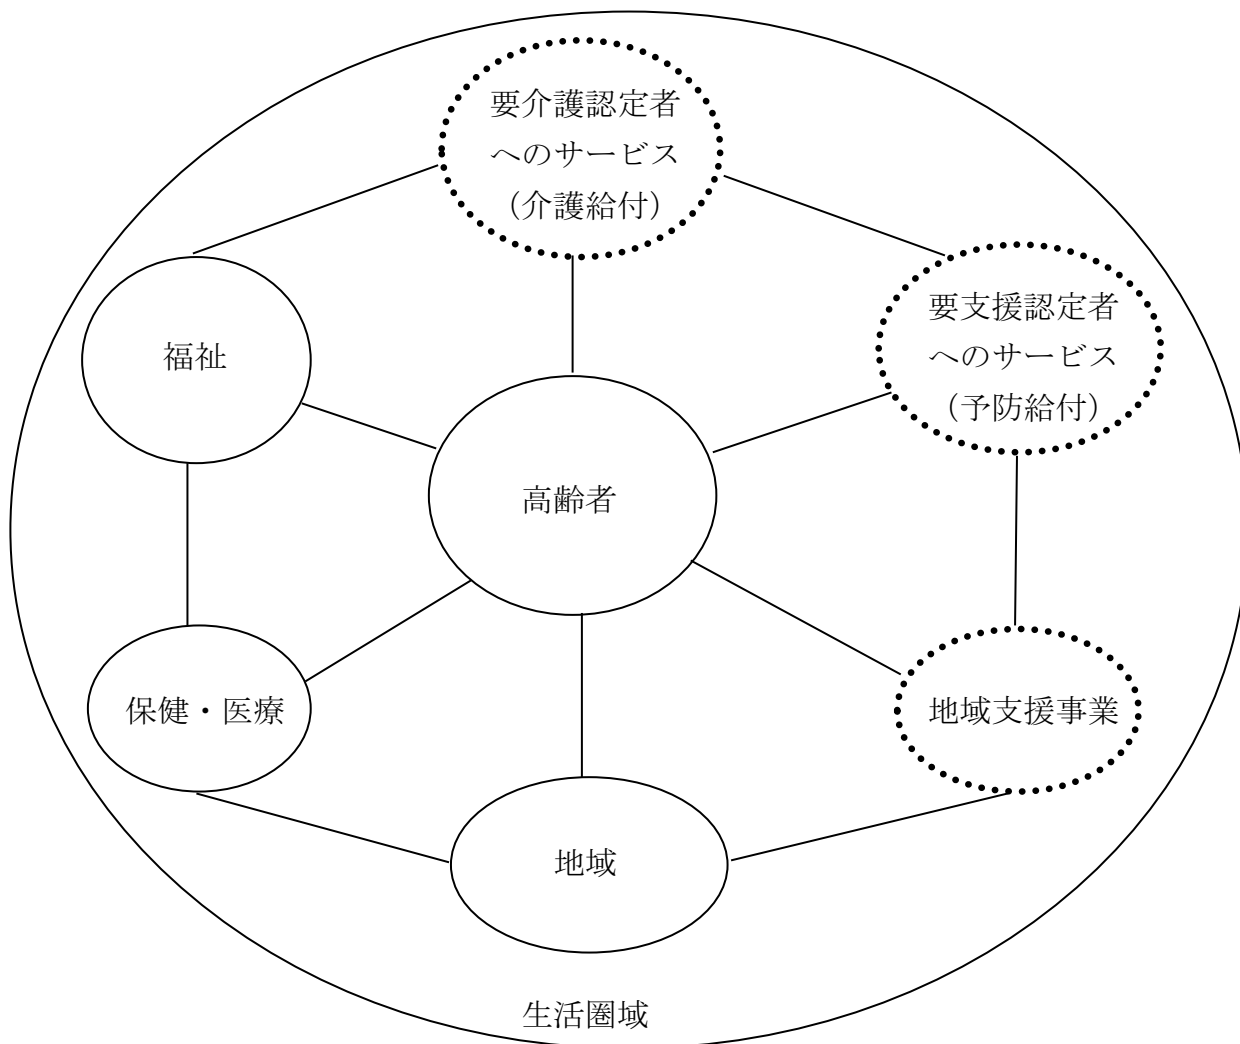 要介護認定者
へのサービス
（介護給付）
要支援認定者
へのサービス
（予防給付）
福祉
高齢者
保健・医療
地域支援事業
地域
生活圏域